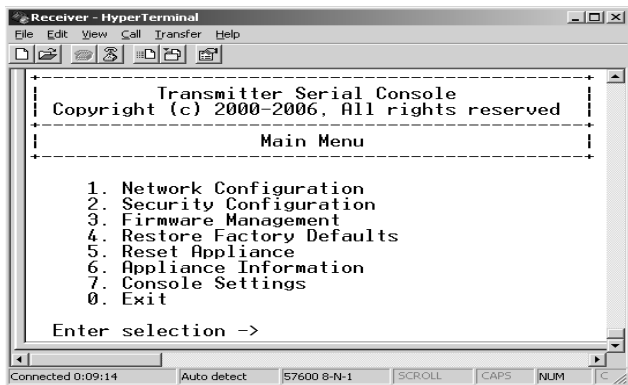 Receiver - HyperTerminal
File Edit View Call Transfer Help
Transmitter Serial Console
Copyright (c) 2000-2006, All rights reserved
Main Menu
1. Network Configuration
2. Security Configuration
3. Firmware Management
4. Restore Factory Defaults
5. Reset Appliance
6. Appliance Information
7. Console Settings
0. Exit
Enter selection ->
Connected 0:09:14 Auto detect 57600 8-N-1 SCROLL CAPS NUM C